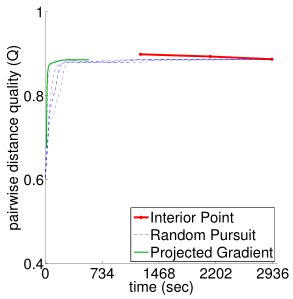 pairwise distance quality (Q)
1
0.8
0.6
0.4
0 734 1468 2202 2936
time (sec)
Interior Point
Random Pursuit
Projected Gradient